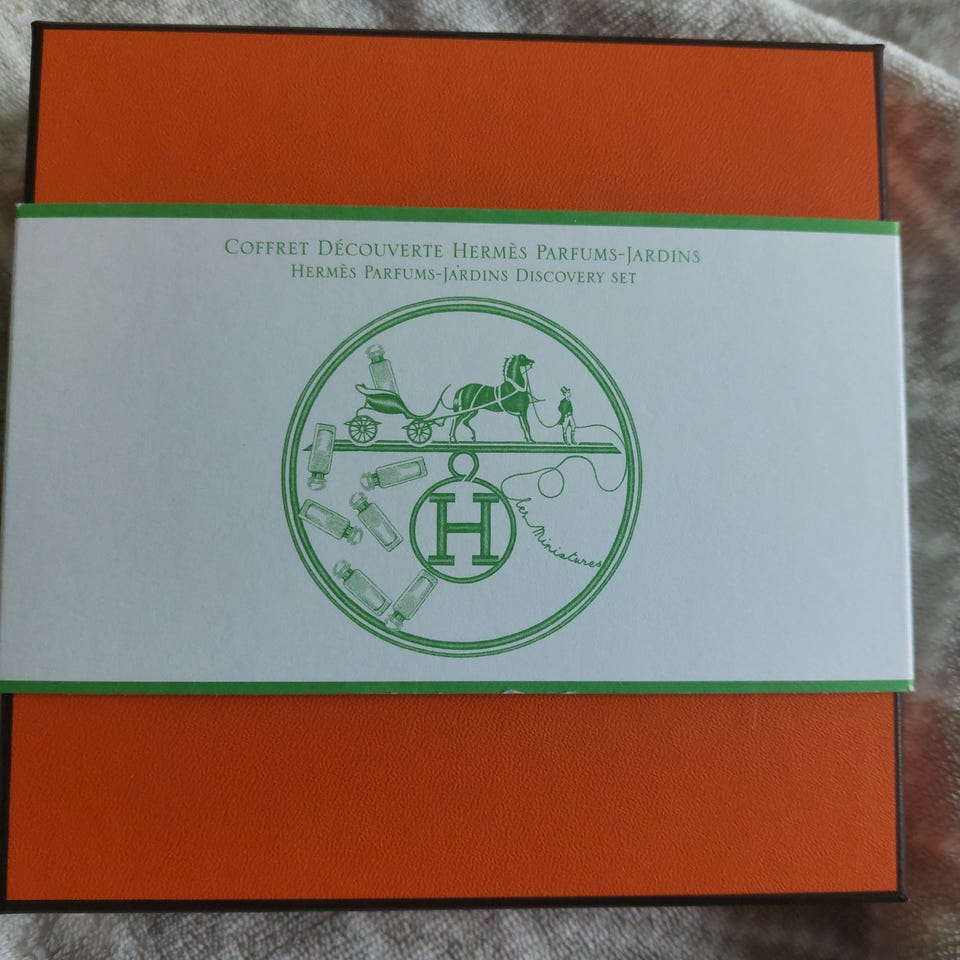 COFFRET DÉCOUVERTE HERMÈS PARFUMS-JARDINS
HERMÈS PARFUMS-JARDINS DISCOVERY SET
H
Les Miniatures